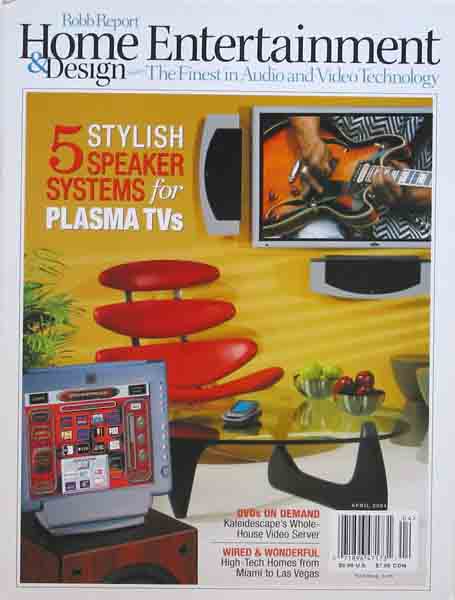 Robb Report
Home Entertainment
& Design
The Finest in Audio and Video Technology
5 STYLISH
SPEAKER
SYSTEMS for
PLASMA TVs
DVDs ON DEMAND
Kaleidescape's Whole-
House Video Server
WIRED & WONDERFUL
High-Tech Homes from
Miami to Las Vegas
APRIL 2004
04